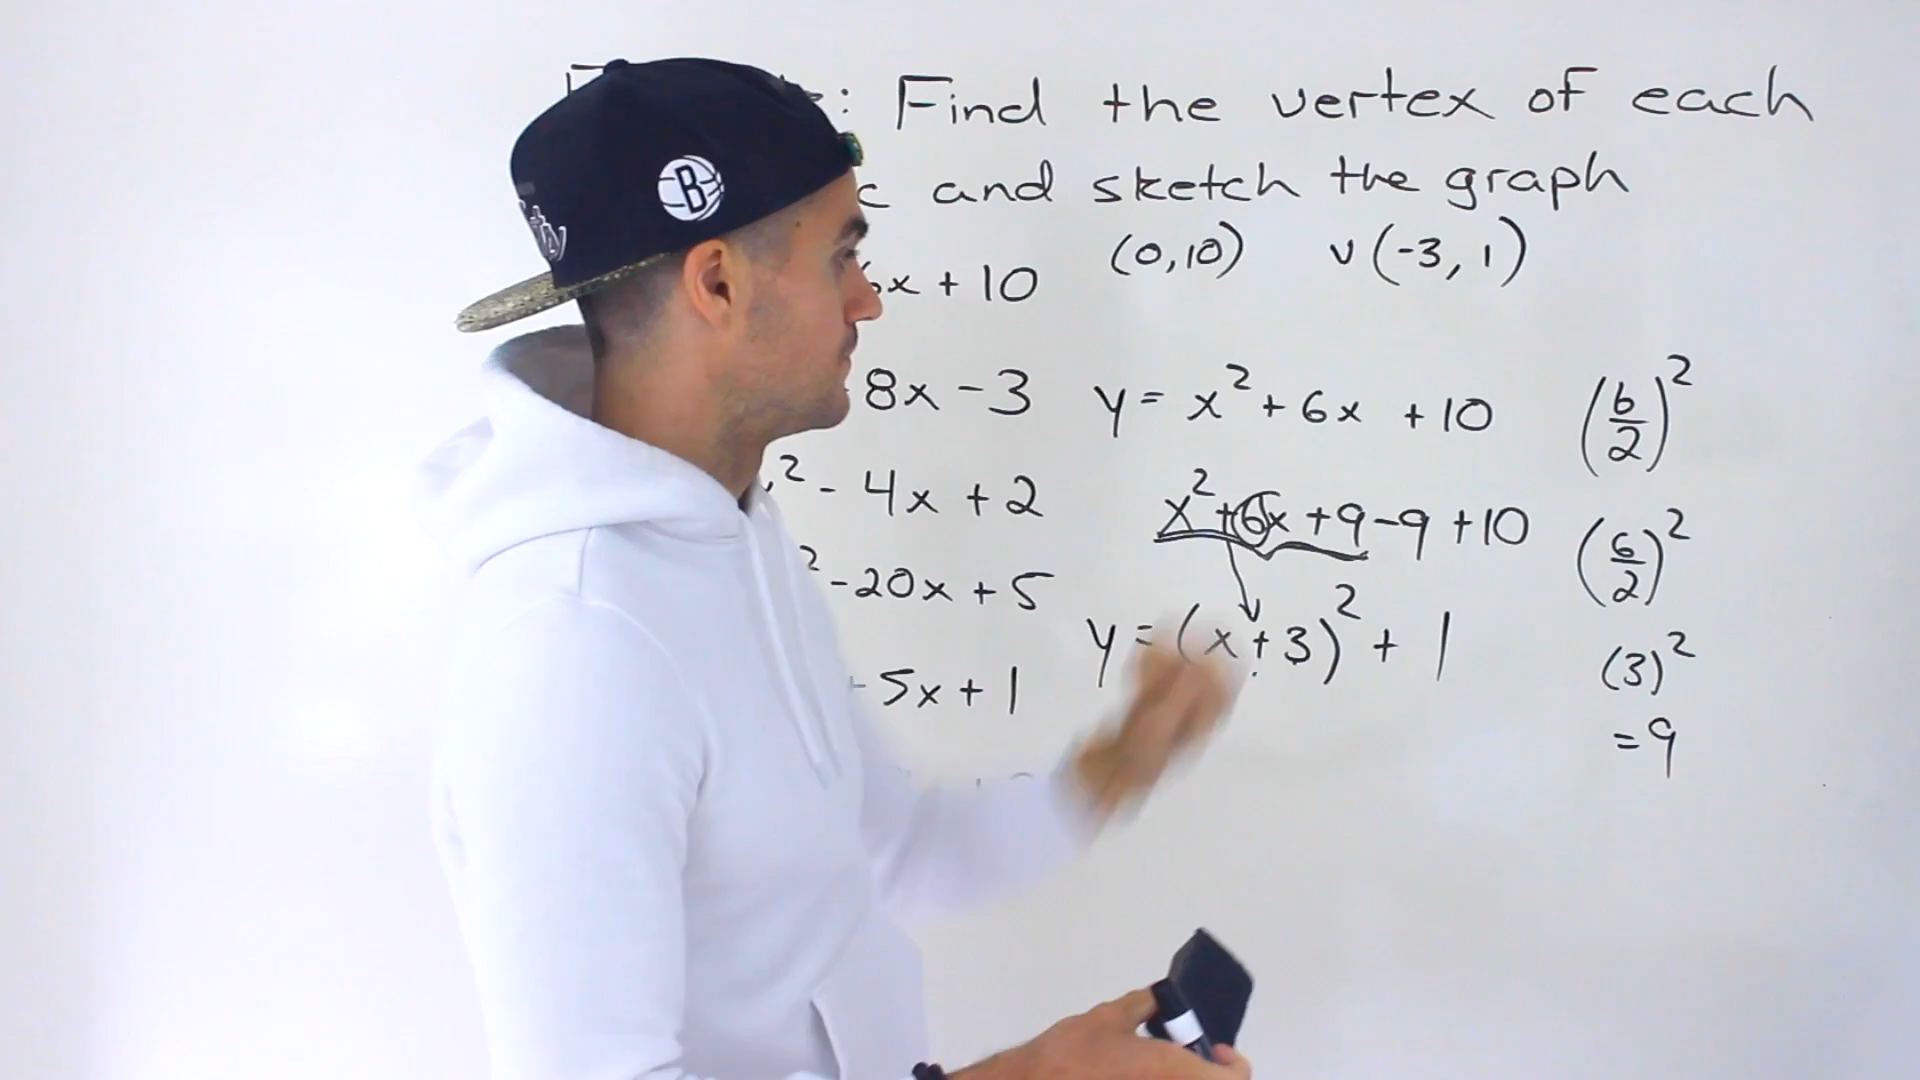 : Find the vertex of each
c and sketch the graph
6x + 10 (0,10) v(-3, 1)
8x - 3 y = x² + 6x + 10 (b/2)²
² - 4x + 2 x² + 6x + 9 - 9 + 10 (6/2)²
² - 20x + 5 y = (x + 3)² + 1 (3)²
+ 5x + 1 = 9
B